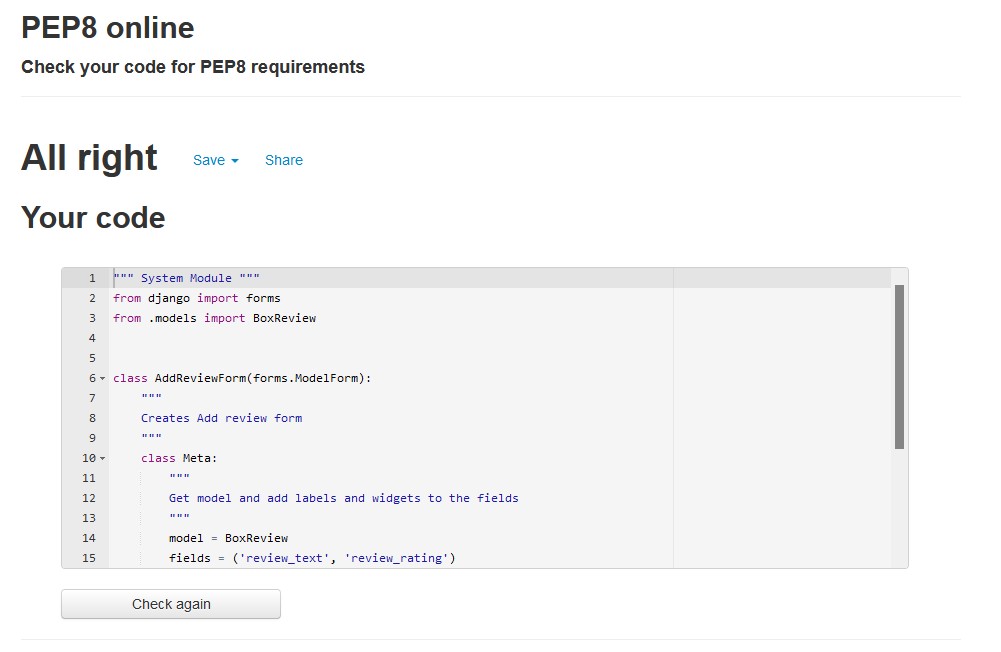 PEP8 online
Check your code for PEP8 requirements
All right Save Share
Your code
1 """ System Module """
2 from django import forms
3 from .models import BoxReview
4
5
6 class AddReviewForm(forms.ModelForm):
7     """
8     Creates Add review form
9     """
10     class Meta:
11         """
12         Get model and add labels and widgets to the fields
13         """
14         model = BoxReview
15         fields = ('review_text', 'review_rating')
Check again